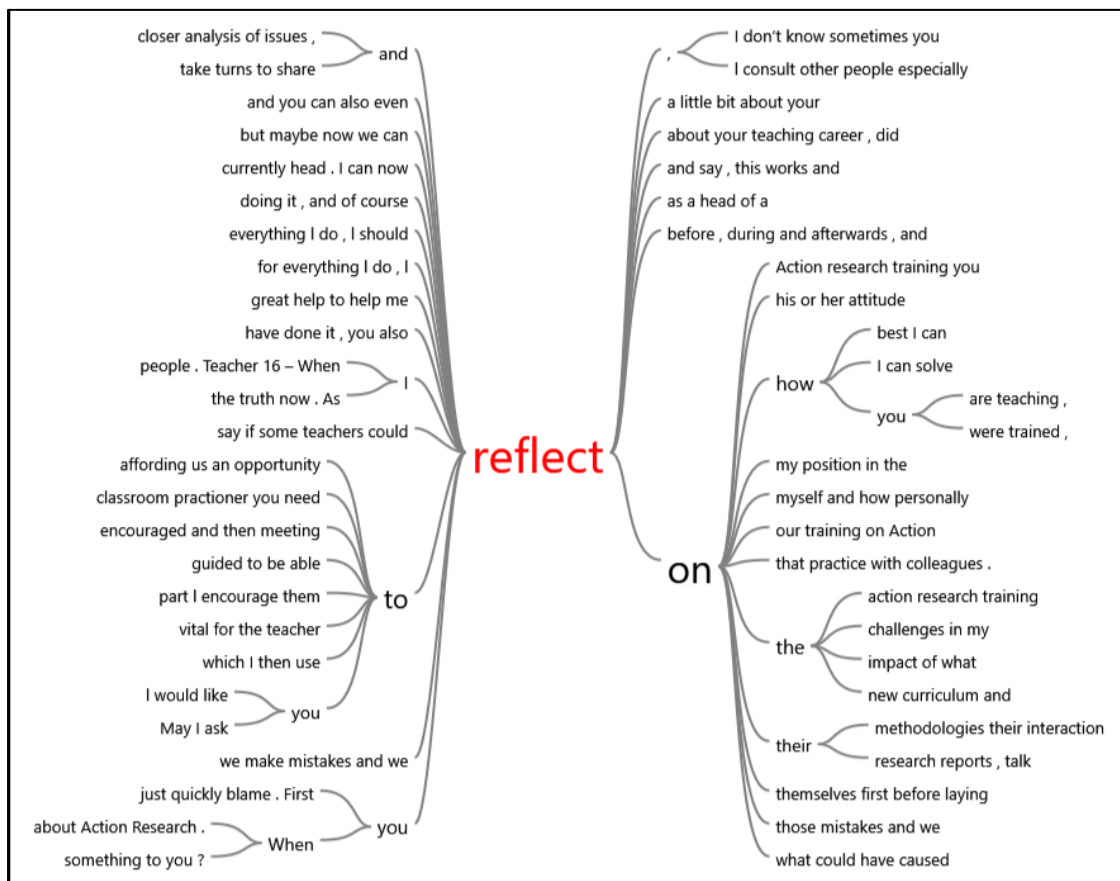 closer analysis of issues ,
take turns to share
and
and you can also even
but maybe now we can
currently head . I can now
doing it , and of course
everything I do , I should
for everything I do , I
great help to help me
have done it , you also
people . Teacher 16 – When
the truth now . As
I
say if some teachers could
affording us an opportunity
classroom practioner you need
encouraged and then meeting
guided to be able
part I encourage them
vital for the teacher
which I then use
I would like
May I ask
you
to
we make mistakes and we
just quickly blame . First
about Action Research .
something to you ?
When
you
reflect
,
I don't know sometimes you
I consult other people especially
a little bit about your
about your teaching career , did
and say , this works and
as a head of a
before , during and afterwards , and
on
Action research training you
his or her attitude
how
best I can
I can solve
you
are teaching ,
were trained ,
my position in the
myself and how personally
our training on Action
that practice with colleagues .
the
action research training
challenges in my
impact of what
new curriculum and
their
methodologies their interaction
research reports , talk
themselves first before laying
those mistakes and we
what could have caused